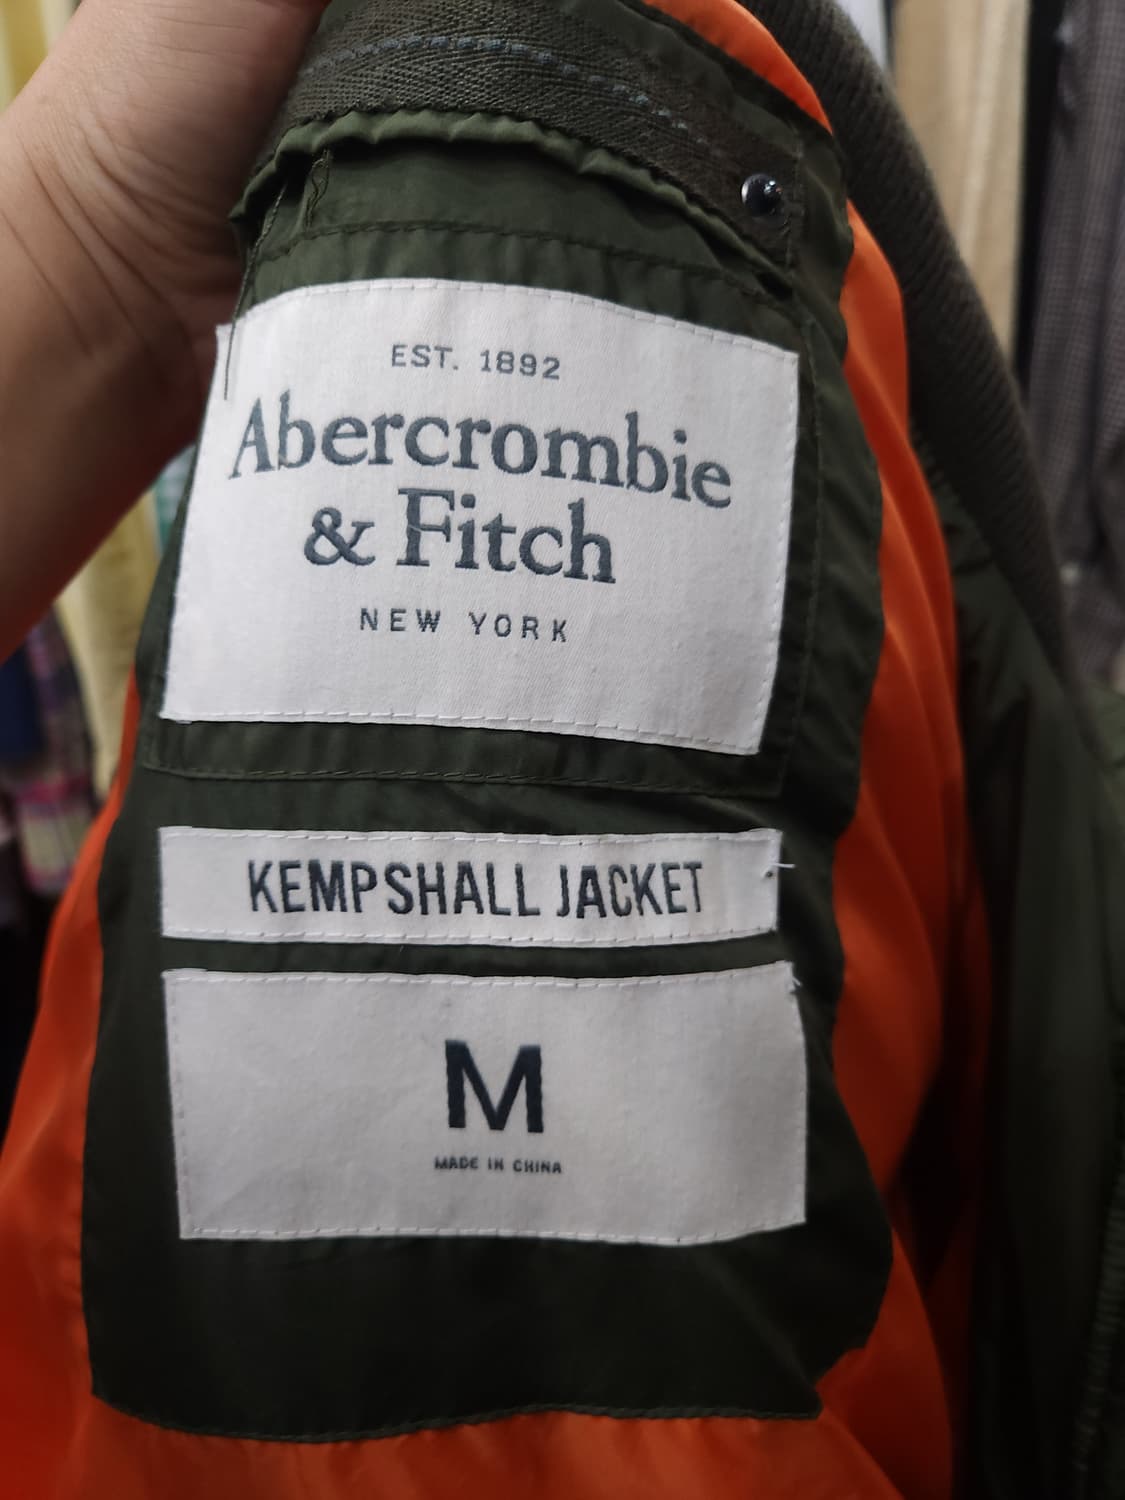 EST. 1892
Abercrombie
& Fitch
NEW YORK
KEMPSHALL JACKET
M
MADE IN CHINA